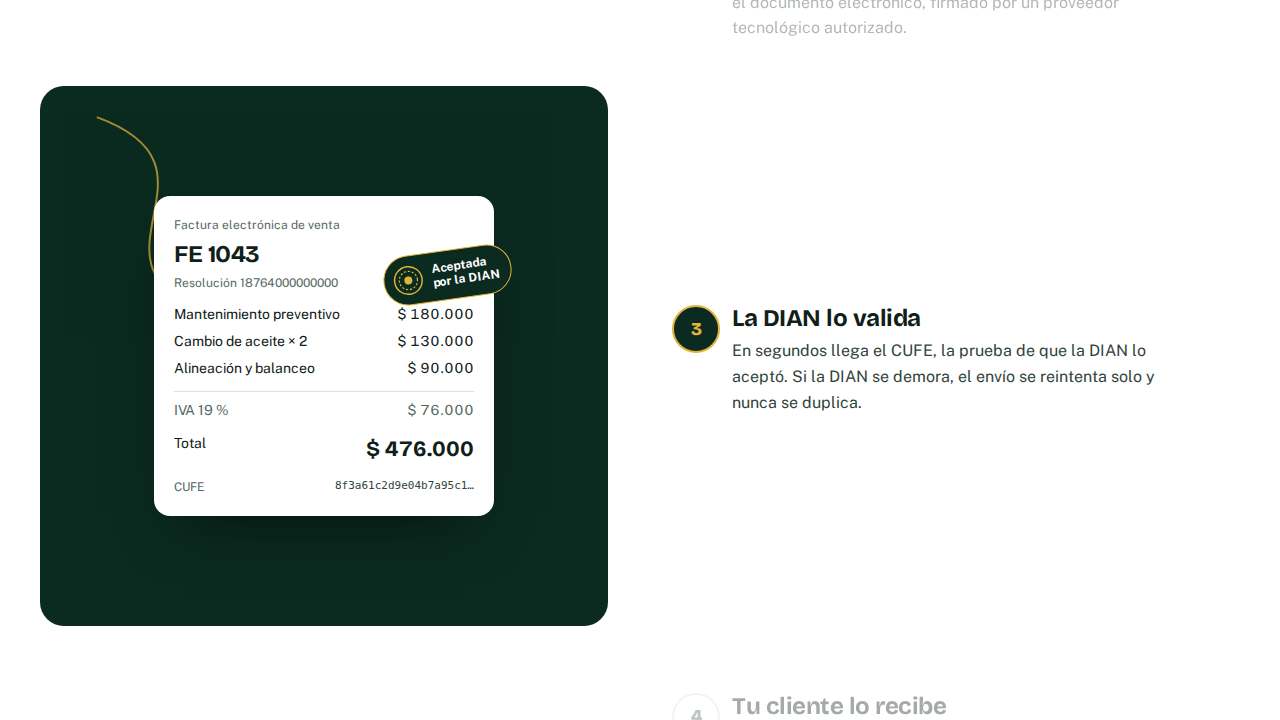 el documento electrónico, firmado por un proveedor
tecnológico autorizado.
Factura electrónica de venta
FE 1043
Resolución 18764000000000
Aceptada
por la DIAN
Mantenimiento preventivo $ 180.000
Cambio de aceite × 2 $ 130.000
Alineación y balanceo $ 90.000
IVA 19 % $ 76.000
Total $ 476.000
CUFE 8f3a61c2d9e04b7a95c1…
3
La DIAN lo valida
En segundos llega el CUFE, la prueba de que la DIAN lo
aceptó. Si la DIAN se demora, el envío se reintenta solo y
nunca se duplica.
4
Tu cliente lo recibe